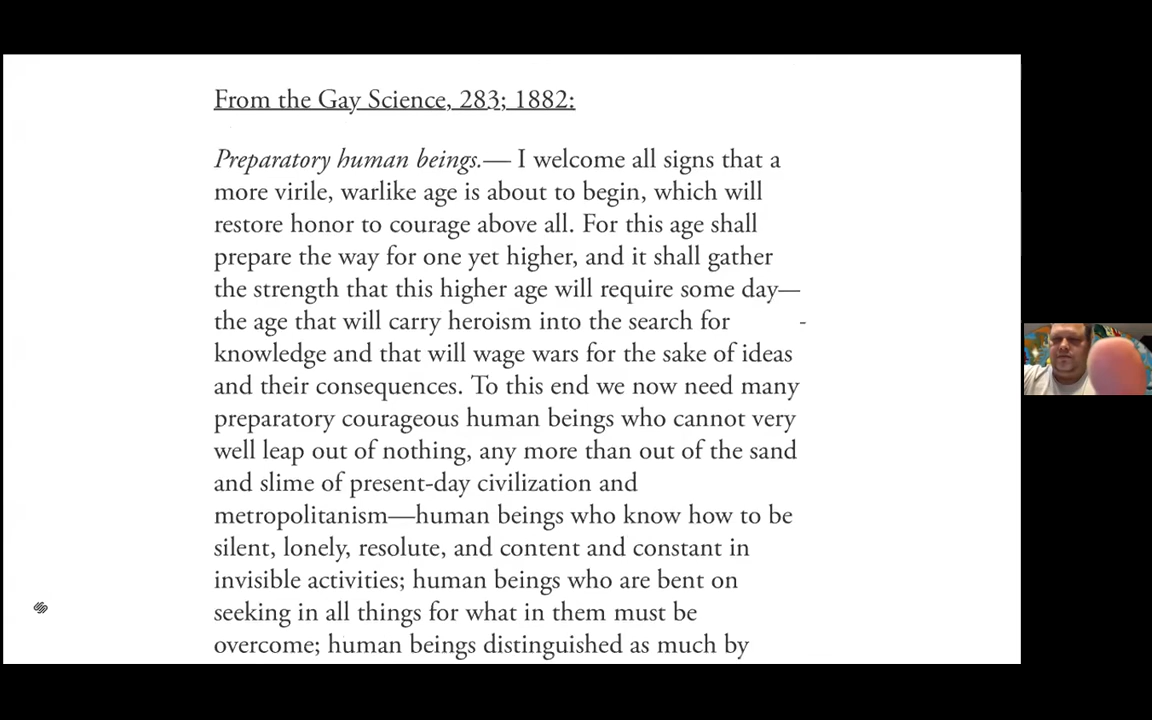 From the Gay Science, 283; 1882:
Preparatory human beings.— I welcome all signs that a
more virile, warlike age is about to begin, which will
restore honor to courage above all. For this age shall
prepare the way for one yet higher, and it shall gather
the strength that this higher age will require some day—
the age that will carry heroism into the search for -
knowledge and that will wage wars for the sake of ideas
and their consequences. To this end we now need many
preparatory courageous human beings who cannot very
well leap out of nothing, any more than out of the sand
and slime of present-day civilization and
metropolitanism—human beings who know how to be
silent, lonely, resolute, and content and constant in
invisible activities; human beings who are bent on
seeking in all things for what in them must be
overcome; human beings distinguished as much by